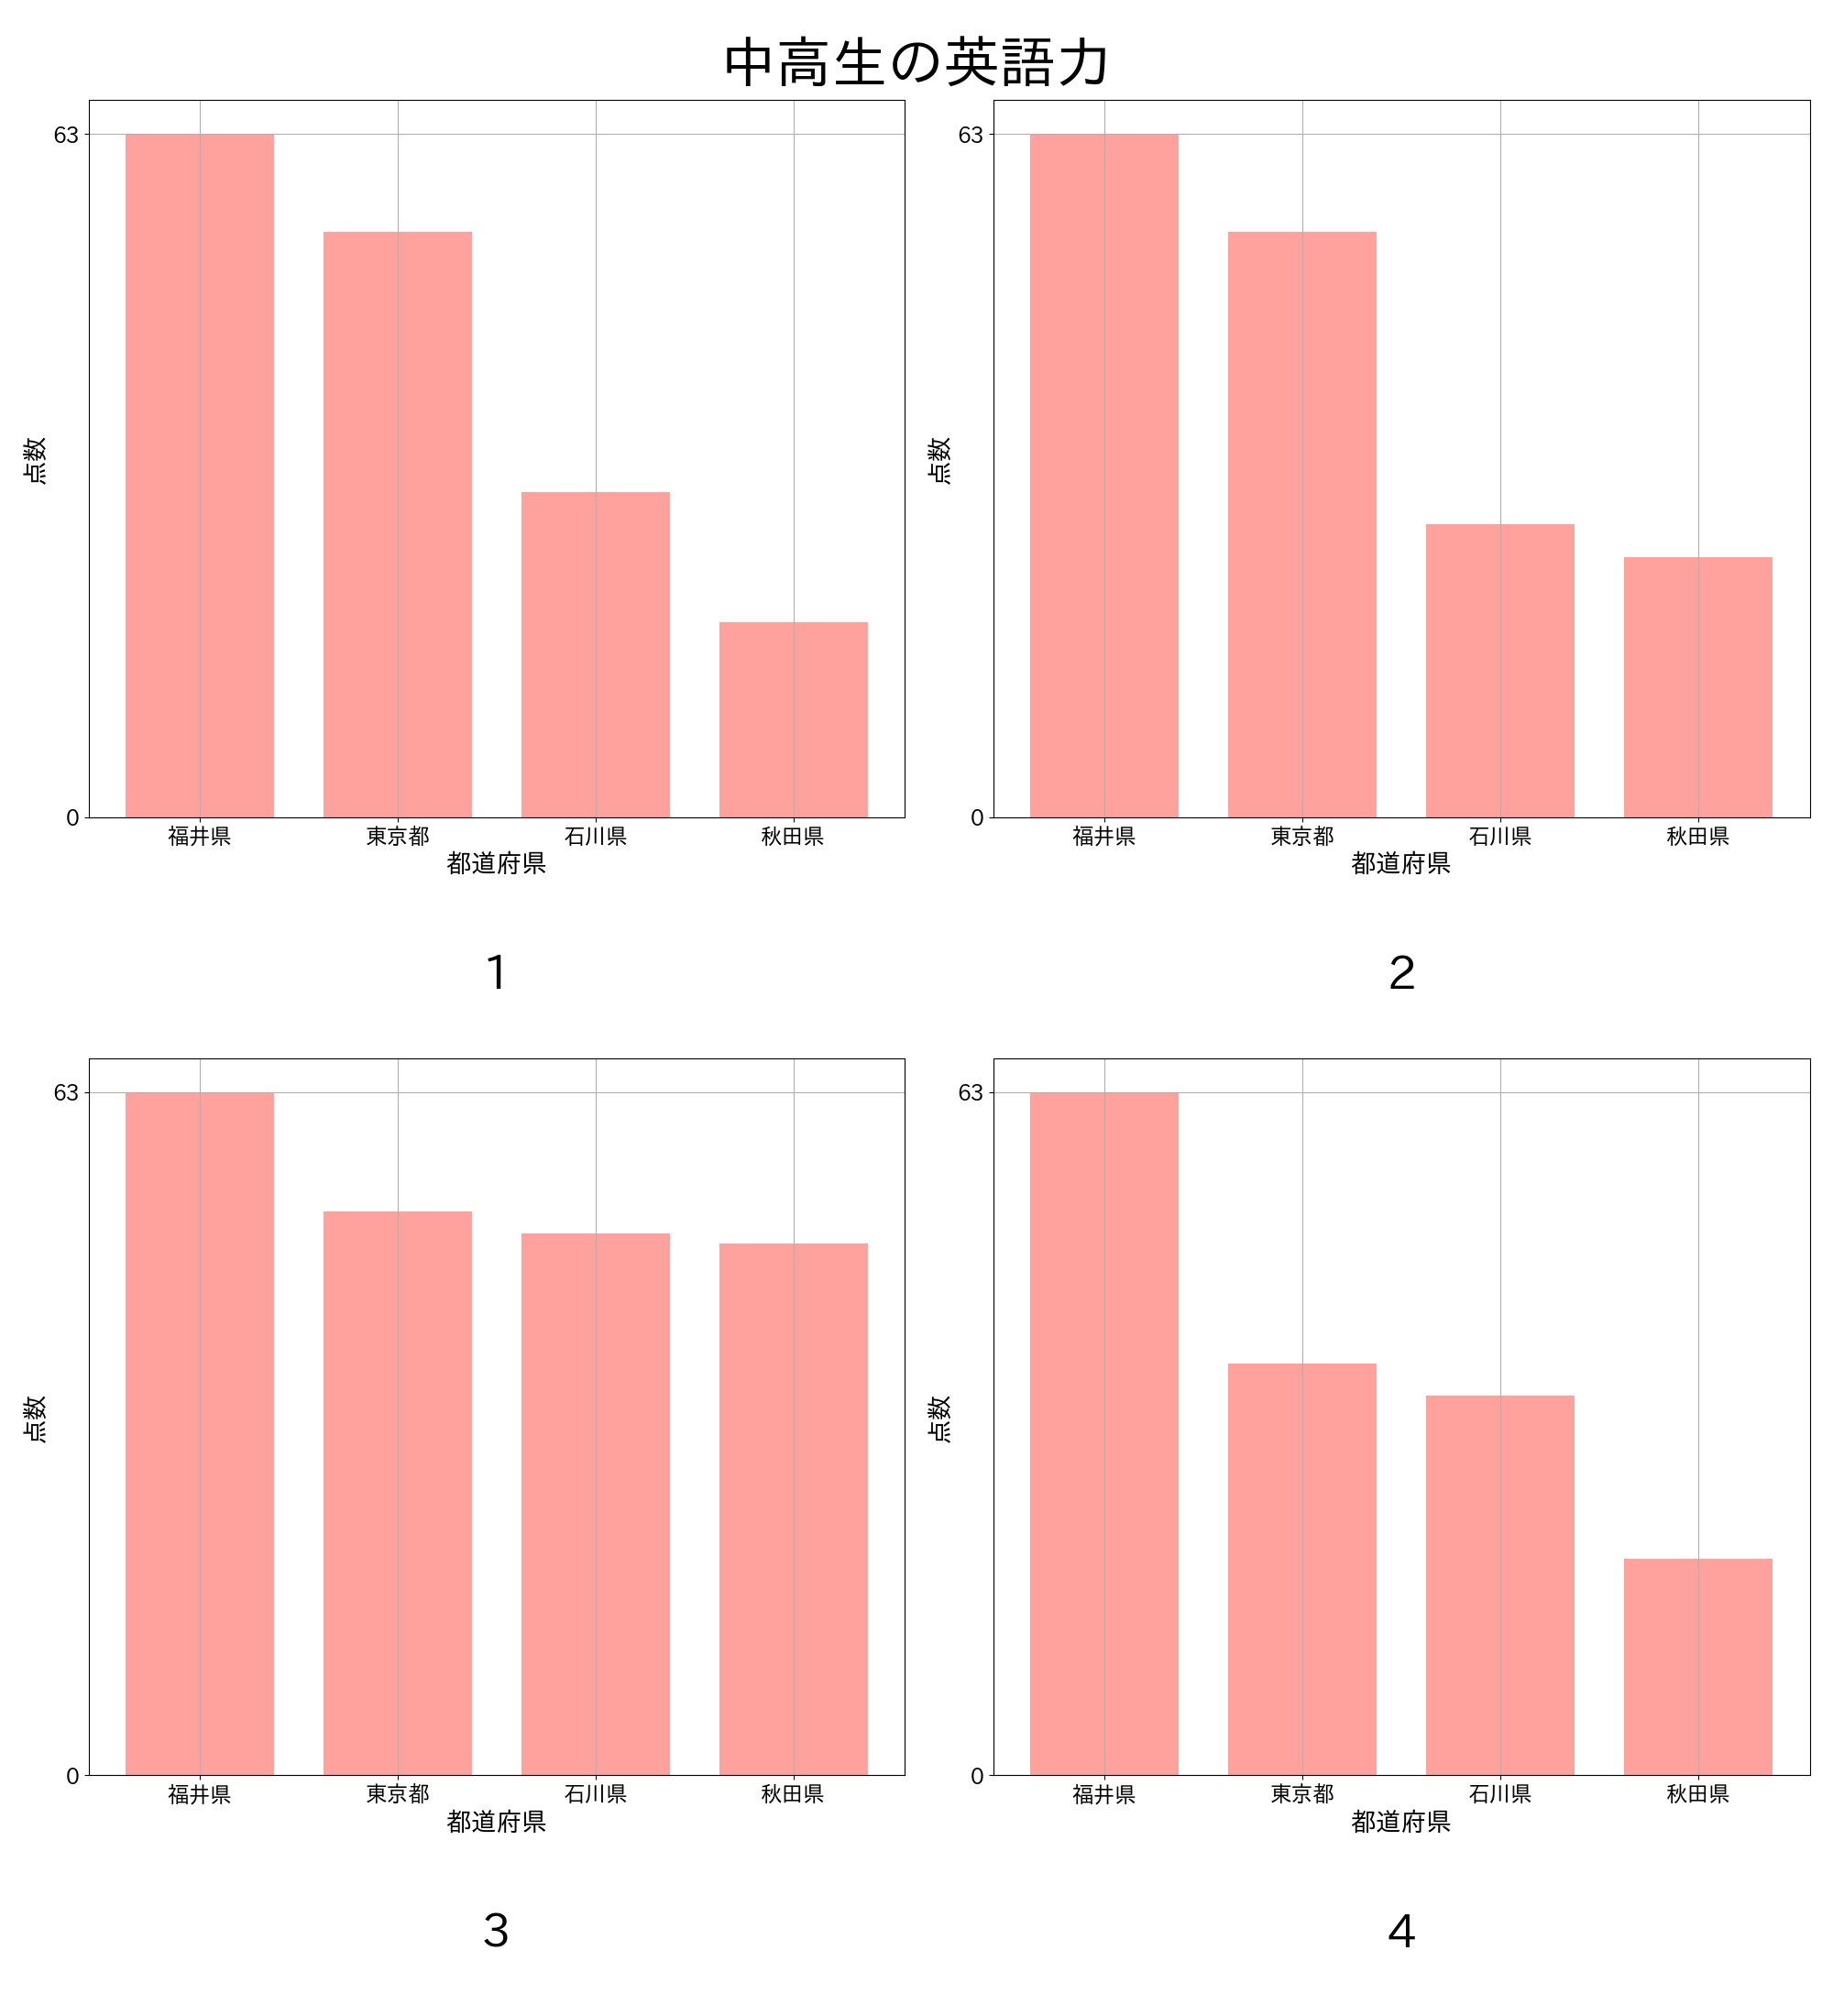 中高生の英語力
63
0
点数
福井県 東京都 石川県 秋田県
都道府県
1
63
0
点数
福井県 東京都 石川県 秋田県
都道府県
2
63
0
点数
福井県 東京都 石川県 秋田県
都道府県
3
63
0
点数
福井県 東京都 石川県 秋田県
都道府県
4